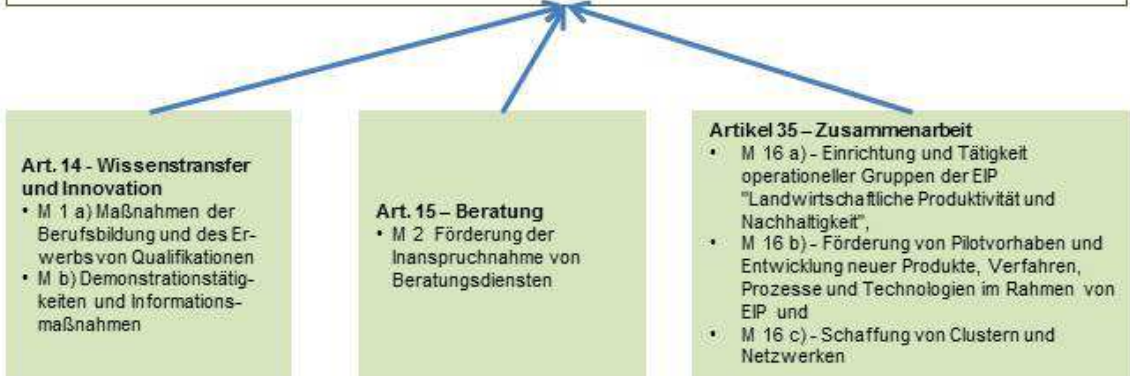 Art. 14 - Wissenstransfer
und Innovation
• M 1 a) Maßnahmen der
Berufsbildung und des Er-
werbs von Qualifikationen
• M b) Demonstrationstätig-
keiten und Informations-
maßnahmen
Art. 15 – Beratung
• M 2 Förderung der
Inanspruchnahme von
Beratungsdiensten
Artikel 35 – Zusammenarbeit
• M 16 a) - Einrichtung und Tätigkeit
operationeller Gruppen der EIP
"Landwirtschaftliche Produktivität und
Nachhaltigkeit",
• M 16 b) - Förderung von Pilotvorhaben und
Entwicklung neuer Produkte, Verfahren,
Prozesse und Technologien im Rahmen von
EIP und
• M 16 c) - Schaffung von Clustern und
Netzwerken